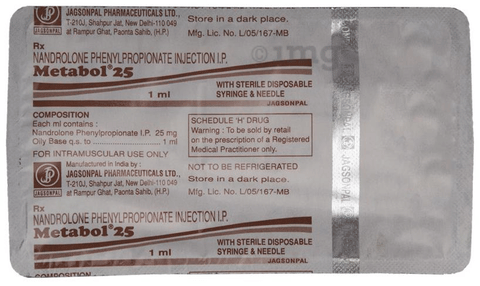 JAGSONPAL PHARMACEUTICALS LTD.,
T-210J, Shahpur Jat, New Delhi-110 049
at Rampur Ghat, Paonta Sahib, (H.P.)
JAGSONPAL
Store in a dark place.
Mfg. Lic. No. L/05/167-MB
Rx
NANDROLONE PHENYLPROPIONATE INJECTION I.P.
Metabol® 25
1 ml
WITH STERILE DISPOSABLE
SYRINGE & NEEDLE
JAGSONPAL
COMPOSITION
Each ml contains :
Nandrolone Phenylpropionate I.P. 25 mg
Oily Base q.s. to .................... 1 ml
FOR INTRAMUSCULAR USE ONLY
SCHEDULE 'H' DRUG
Warning : To be sold by retail
on the prescription of a Registered
Medical Practitioner only.
Manufactured in India by :
JAGSONPAL PHARMACEUTICALS LTD.,
T-210J, Shahpur Jat, New Delhi-110 049
at Rampur Ghat, Paonta Sahib, (H.P.)
JAGSONPAL
NOT TO BE REFRIGERATED
Store in a dark place.
Mfg. Lic. No. L/05/167-MB
Rx
NANDROLONE PHENYLPROPIONATE INJECTION I.P.
Metabol® 25
1 ml
WITH STERILE DISPOSABLE
SYRINGE & NEEDLE
JAGSONPAL
COMPOSITION
JAGSONPAL
1mg